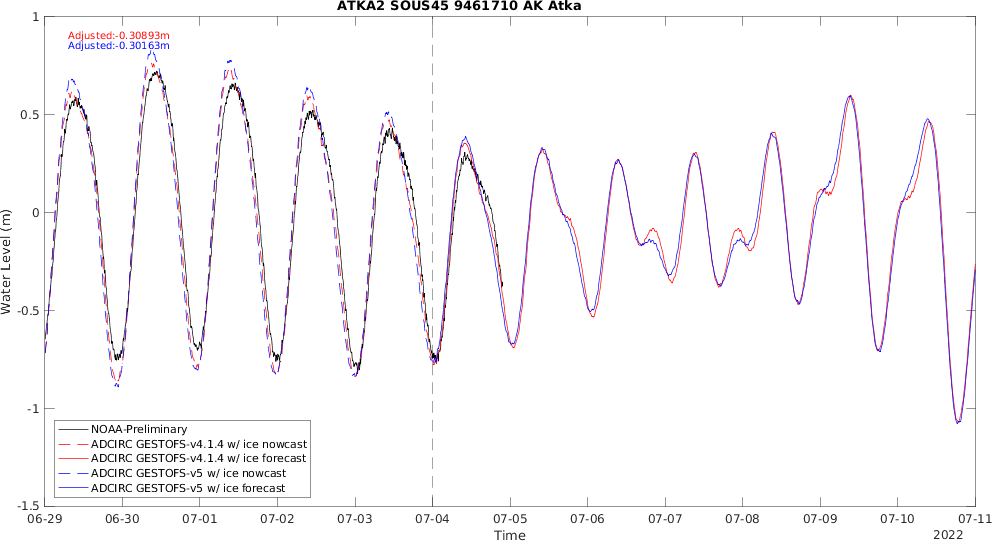 ATKA2 SOUS45 9461710 AK Atka
1
Adjusted:-0.30893m
Adjusted:-0.30163m
0.5
0
-0.5
-1
-1.5
Water Level (m)
NOAA-Preliminary
ADCIRC GESTOFS-v4.1.4 w/ ice nowcast
ADCIRC GESTOFS-v4.1.4 w/ ice forecast
ADCIRC GESTOFS-v5 w/ ice nowcast
ADCIRC GESTOFS-v5 w/ ice forecast
06-29 06-30 07-01 07-02 07-03 07-04 07-05 07-06 07-07 07-08 07-09 07-10 07-11
Time
2022